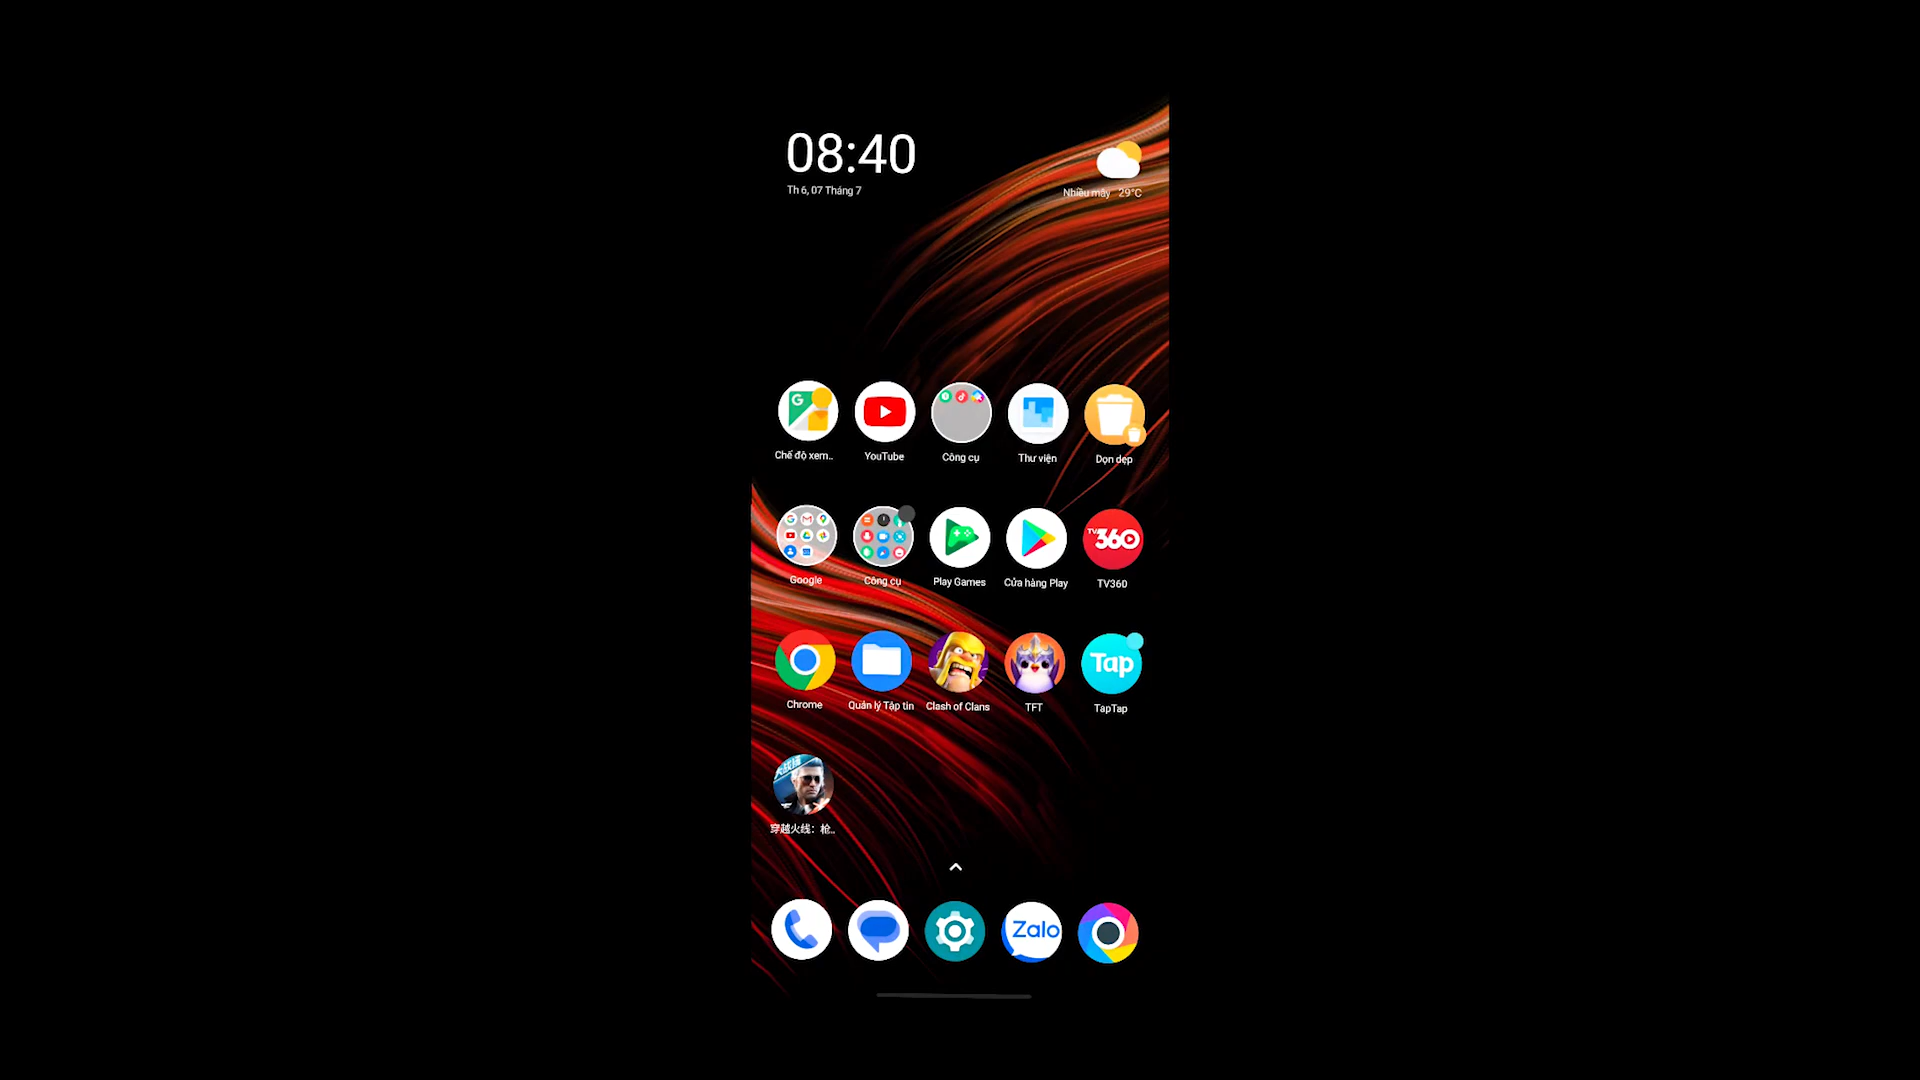 08:40
Th 6, 07 Tháng 7
Nhiều mây 29°C
Chế độ xem..
YouTube
Công cụ
Thư viện
Dọn dẹp
Google
Công cụ
Play Games
Cửa hàng Play
TV360
TV360
Chrome
Quản lý Tập tin
Clash of Clans
TFT
Tap
TapTap
穿越火线：枪..
Zalo